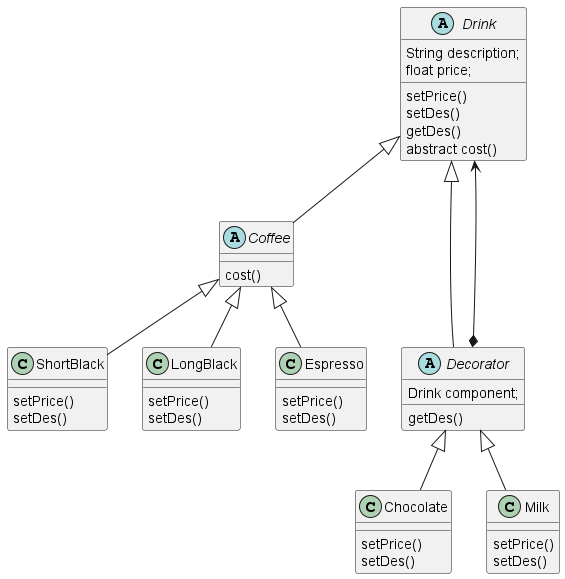 A Drink
String description;
float price;
setPrice()
setDes()
getDes()
abstract cost()
A Coffee
cost()
C ShortBlack
setPrice()
setDes()
C LongBlack
setPrice()
setDes()
C Espresso
setPrice()
setDes()
A Decorator
Drink component;
getDes()
C Chocolate
setPrice()
setDes()
C Milk
setPrice()
setDes()